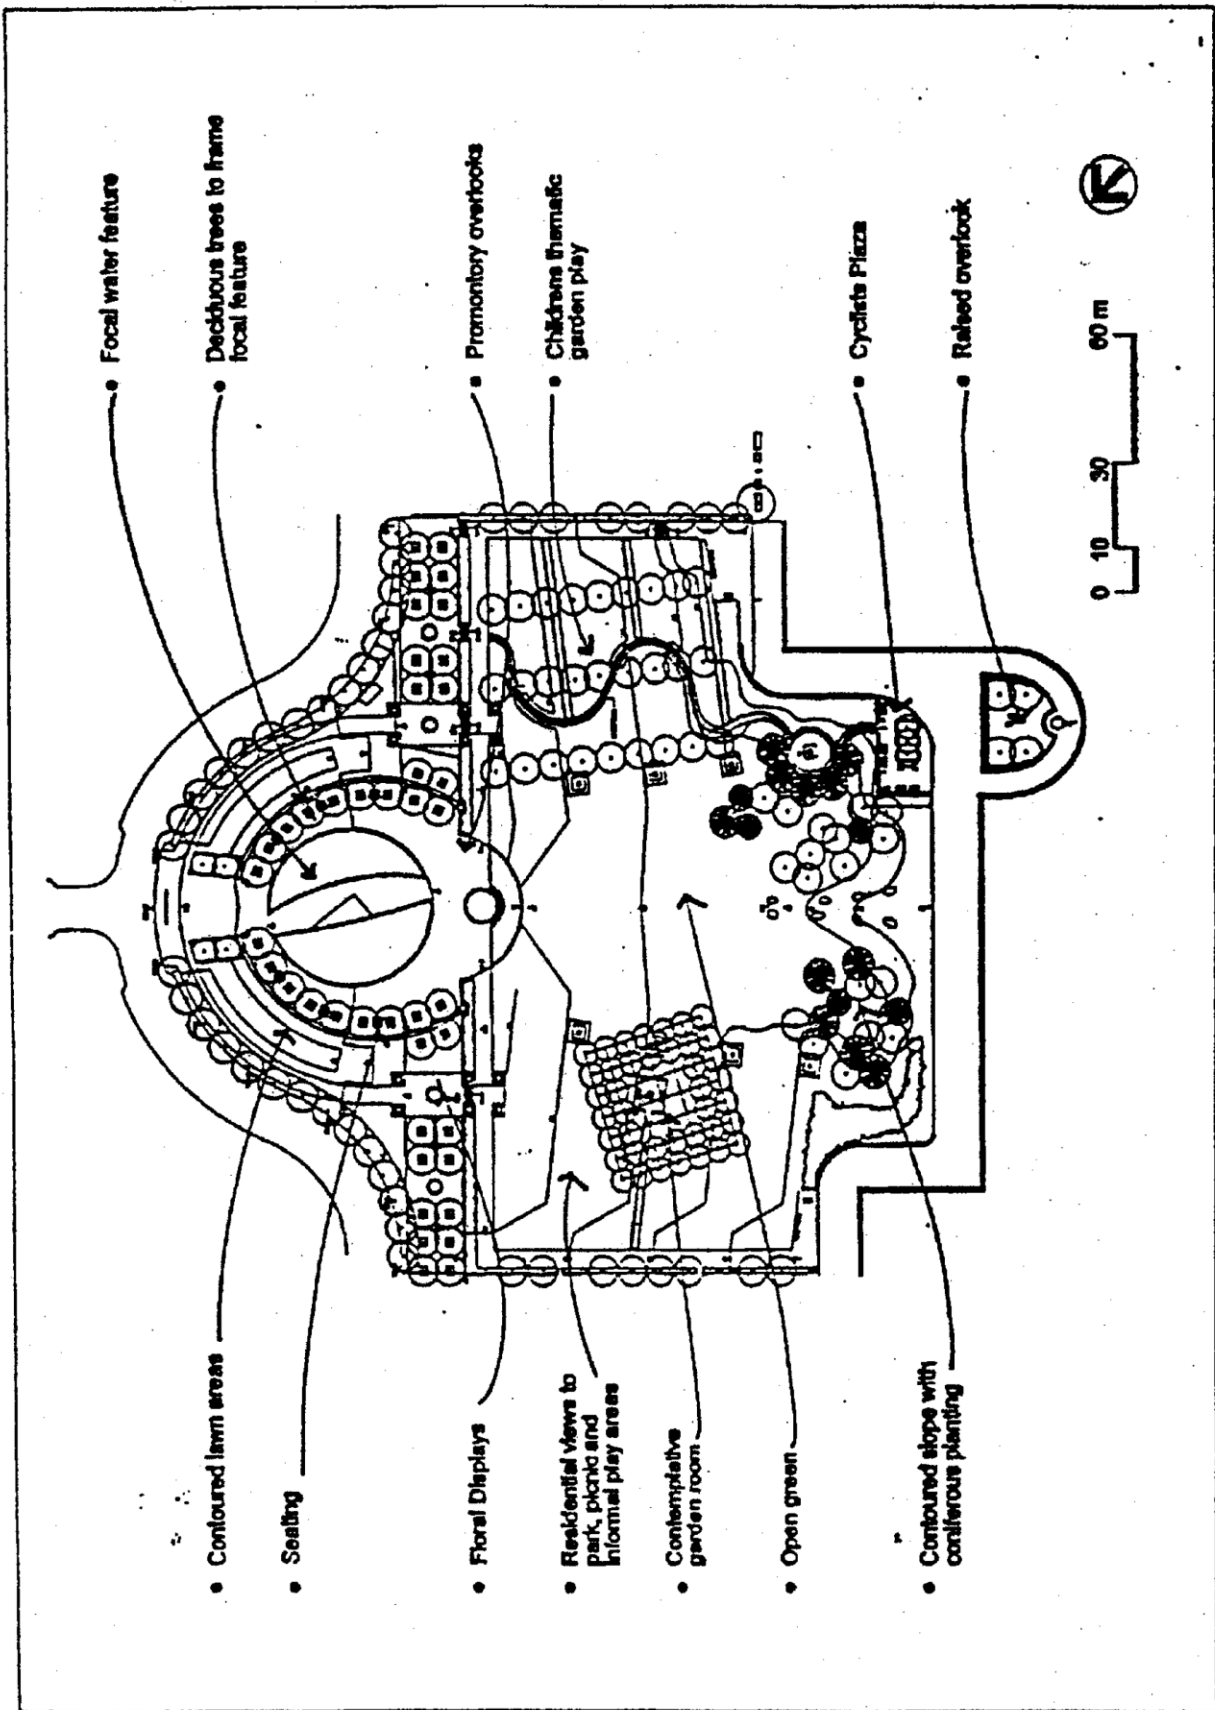 Focal water feature
Deciduous trees to frame
focal feature
Promontory overlooks
Childrens thematic
garden play
Cyclists Plaza
Raised overlook
0 10 30 60 m
Contoured lawn areas
Seating
Floral Displays
Residential views to
park, picnic and
informal play areas
Contemplative
garden room
Open green
Contoured slope with
coniferous planting